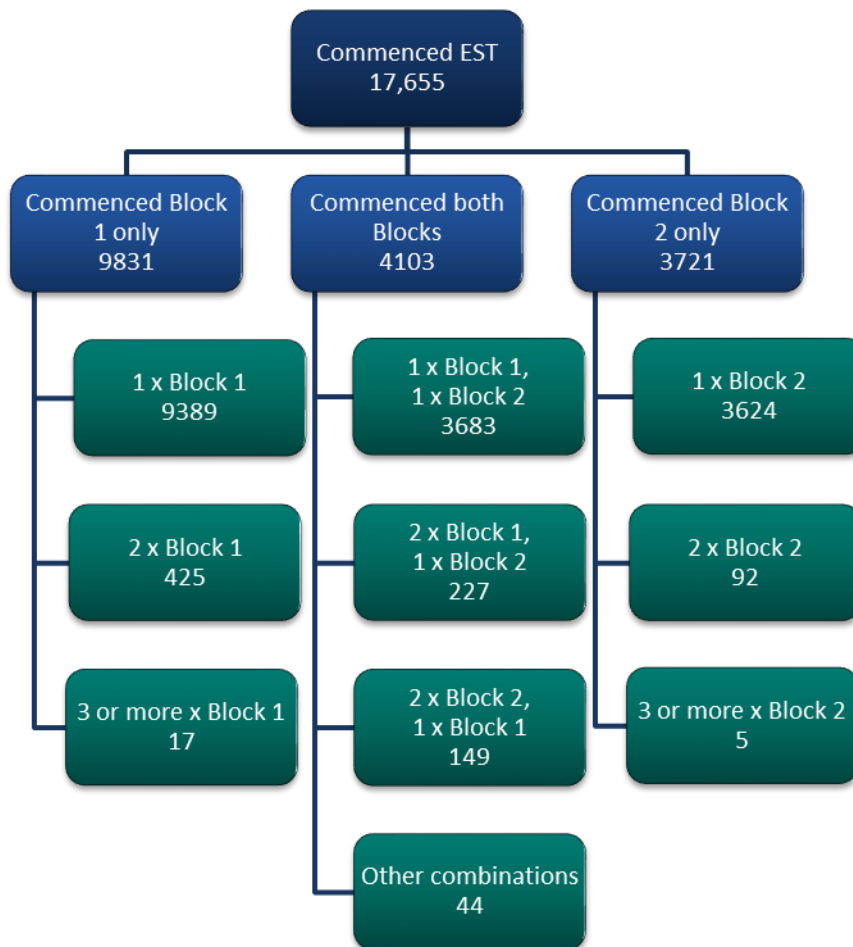 Commenced EST
17,655
Commenced Block
1 only
9831
Commenced both
Blocks
4103
Commenced Block
2 only
3721
1 x Block 1
9389
1 x Block 1,
1 x Block 2
3683
1 x Block 2
3624
2 x Block 1
425
2 x Block 1,
1 x Block 2
227
2 x Block 2
92
3 or more x Block 1
17
2 x Block 2,
1 x Block 1
149
3 or more x Block 2
5
Other combinations
44